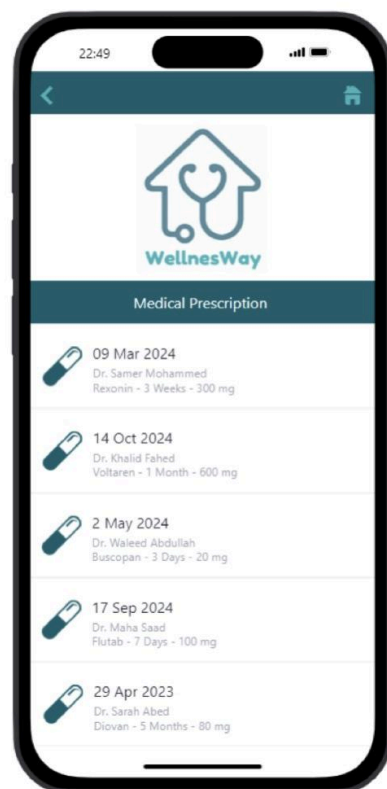 22:49
WellnesWay
Medical Prescription
09 Mar 2024
Dr. Samer Mohammed
Rexonin - 3 Weeks - 300 mg
14 Oct 2024
Dr. Khalid Fahed
Voltaren - 1 Month - 600 mg
2 May 2024
Dr. Waleed Abdullah
Buscopan - 3 Days - 20 mg
17 Sep 2024
Dr. Maha Saad
Flutab - 7 Days - 100 mg
29 Apr 2023
Dr. Sarah Abed
Diovan - 5 Months - 80 mg